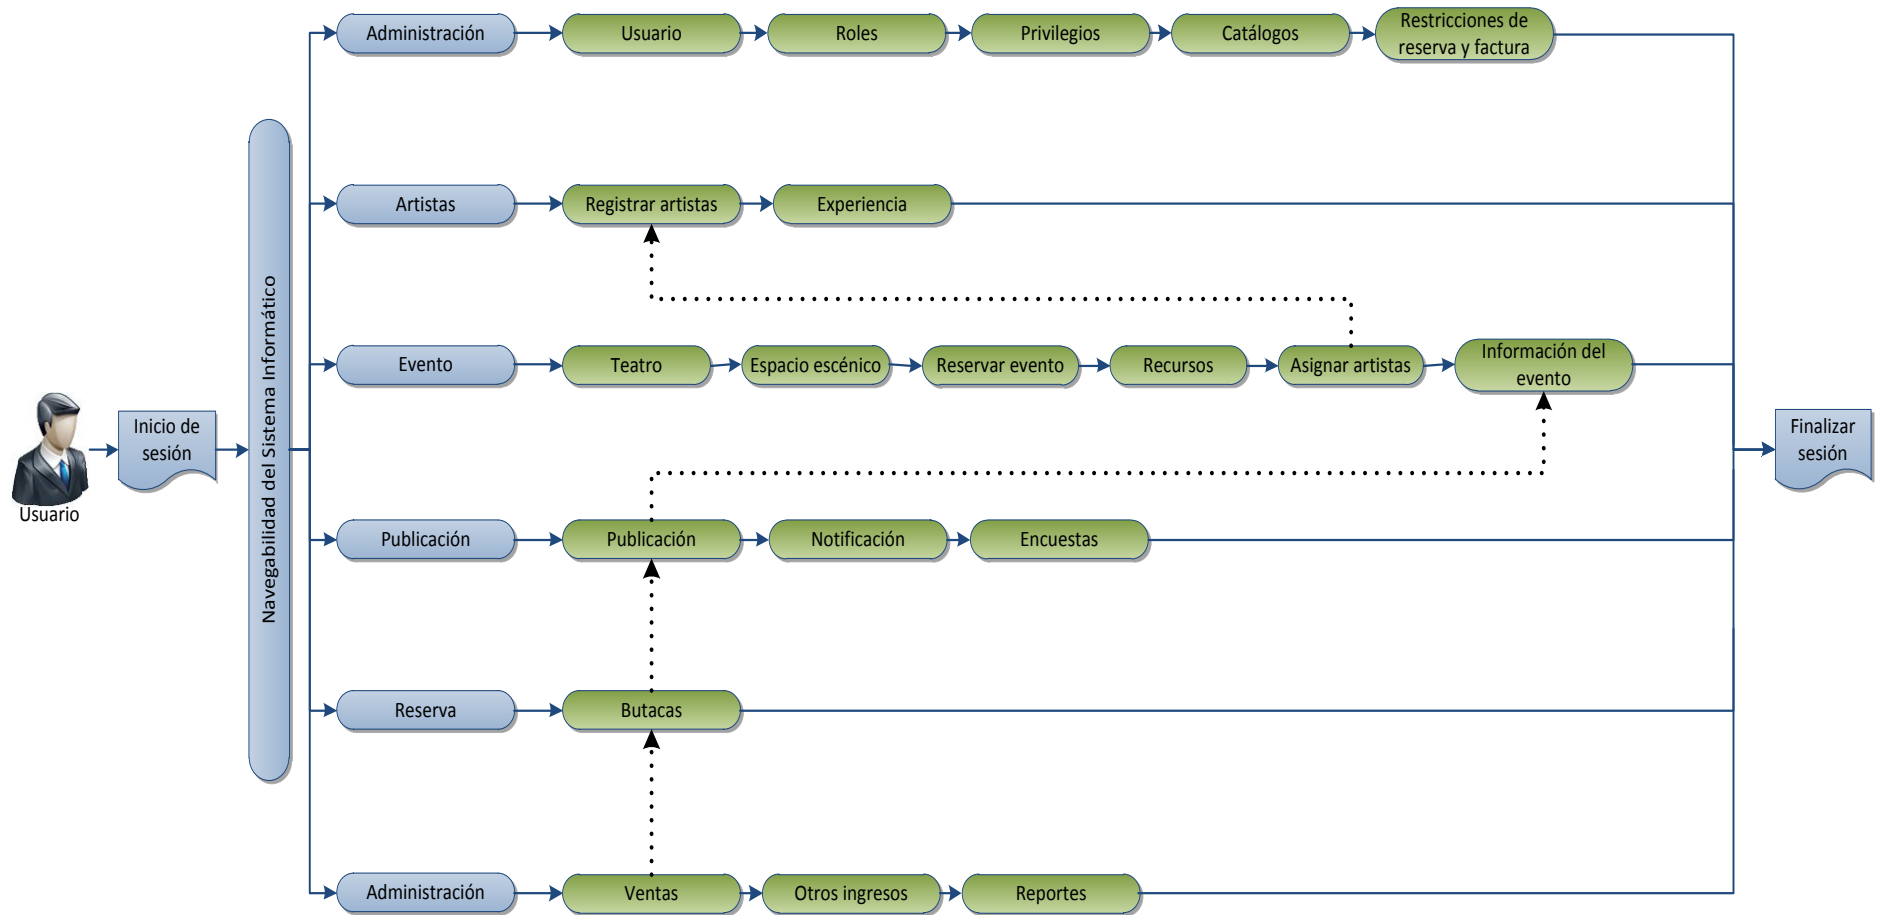 Administración
Usuario
Roles
Privilegios
Catálogos
Restricciones de
reserva y factura
Artistas
Registrar artistas
Experiencia
Evento
Teatro
Espacio escénico
Reservar evento
Recursos
Asignar artistas
Información del
evento
Usuario
Inicio de
sesión
Navegabilidad del Sistema Informático
Finalizar
sesión
Publicación
Publicación
Notificación
Encuestas
Reserva
Butacas
Administración
Ventas
Otros ingresos
Reportes